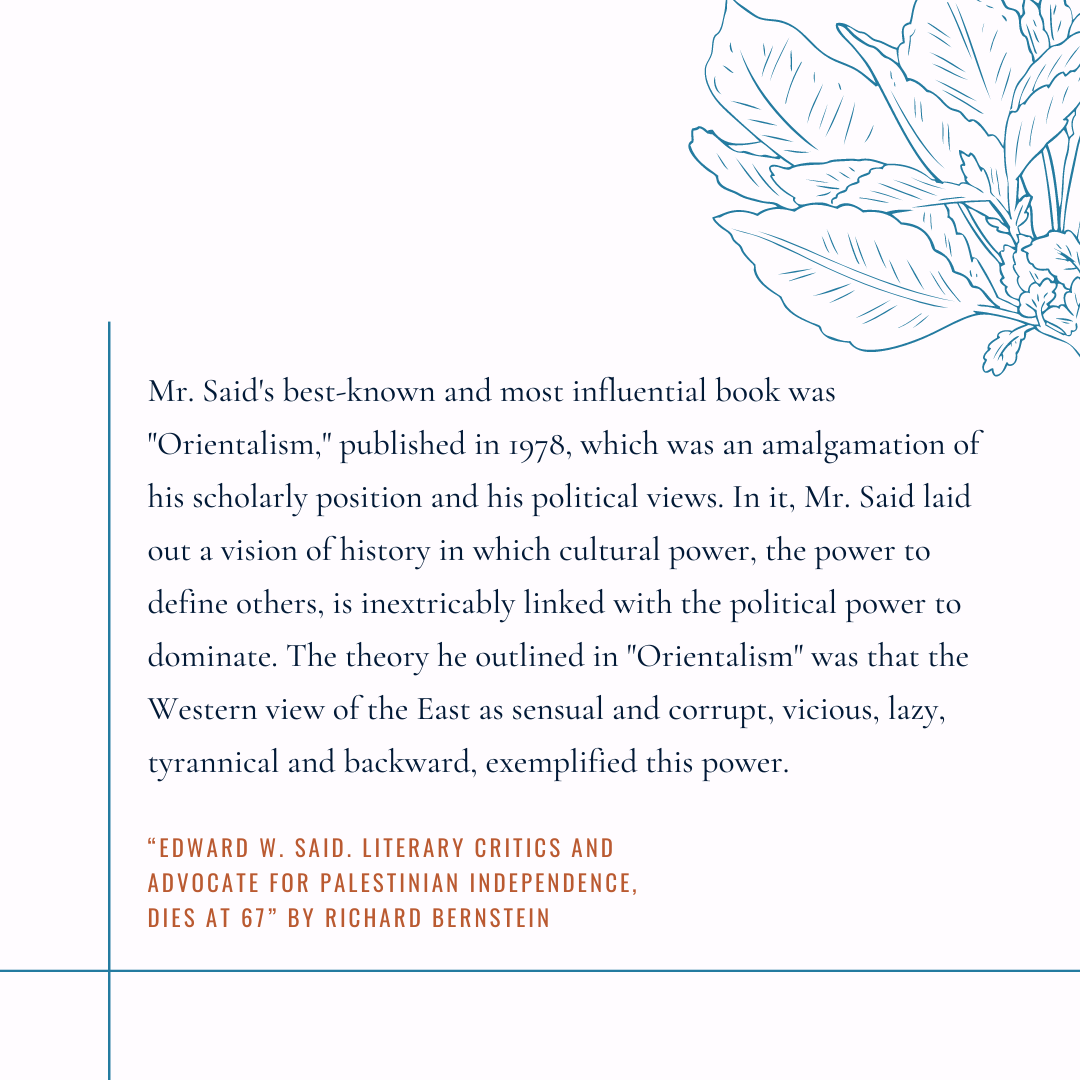 Mr. Said's best-known and most influential book was
"Orientalism," published in 1978, which was an amalgamation of
his scholarly position and his political views. In it, Mr. Said laid
out a vision of history in which cultural power, the power to
define others, is inextricably linked with the political power to
dominate. The theory he outlined in "Orientalism" was that the
Western view of the East as sensual and corrupt, vicious, lazy,
tyrannical and backward, exemplified this power.
“EDWARD W. SAID. LITERARY CRITICS AND
ADVOCATE FOR PALESTINIAN INDEPENDENCE,
DIES AT 67” BY RICHARD BERNSTEIN